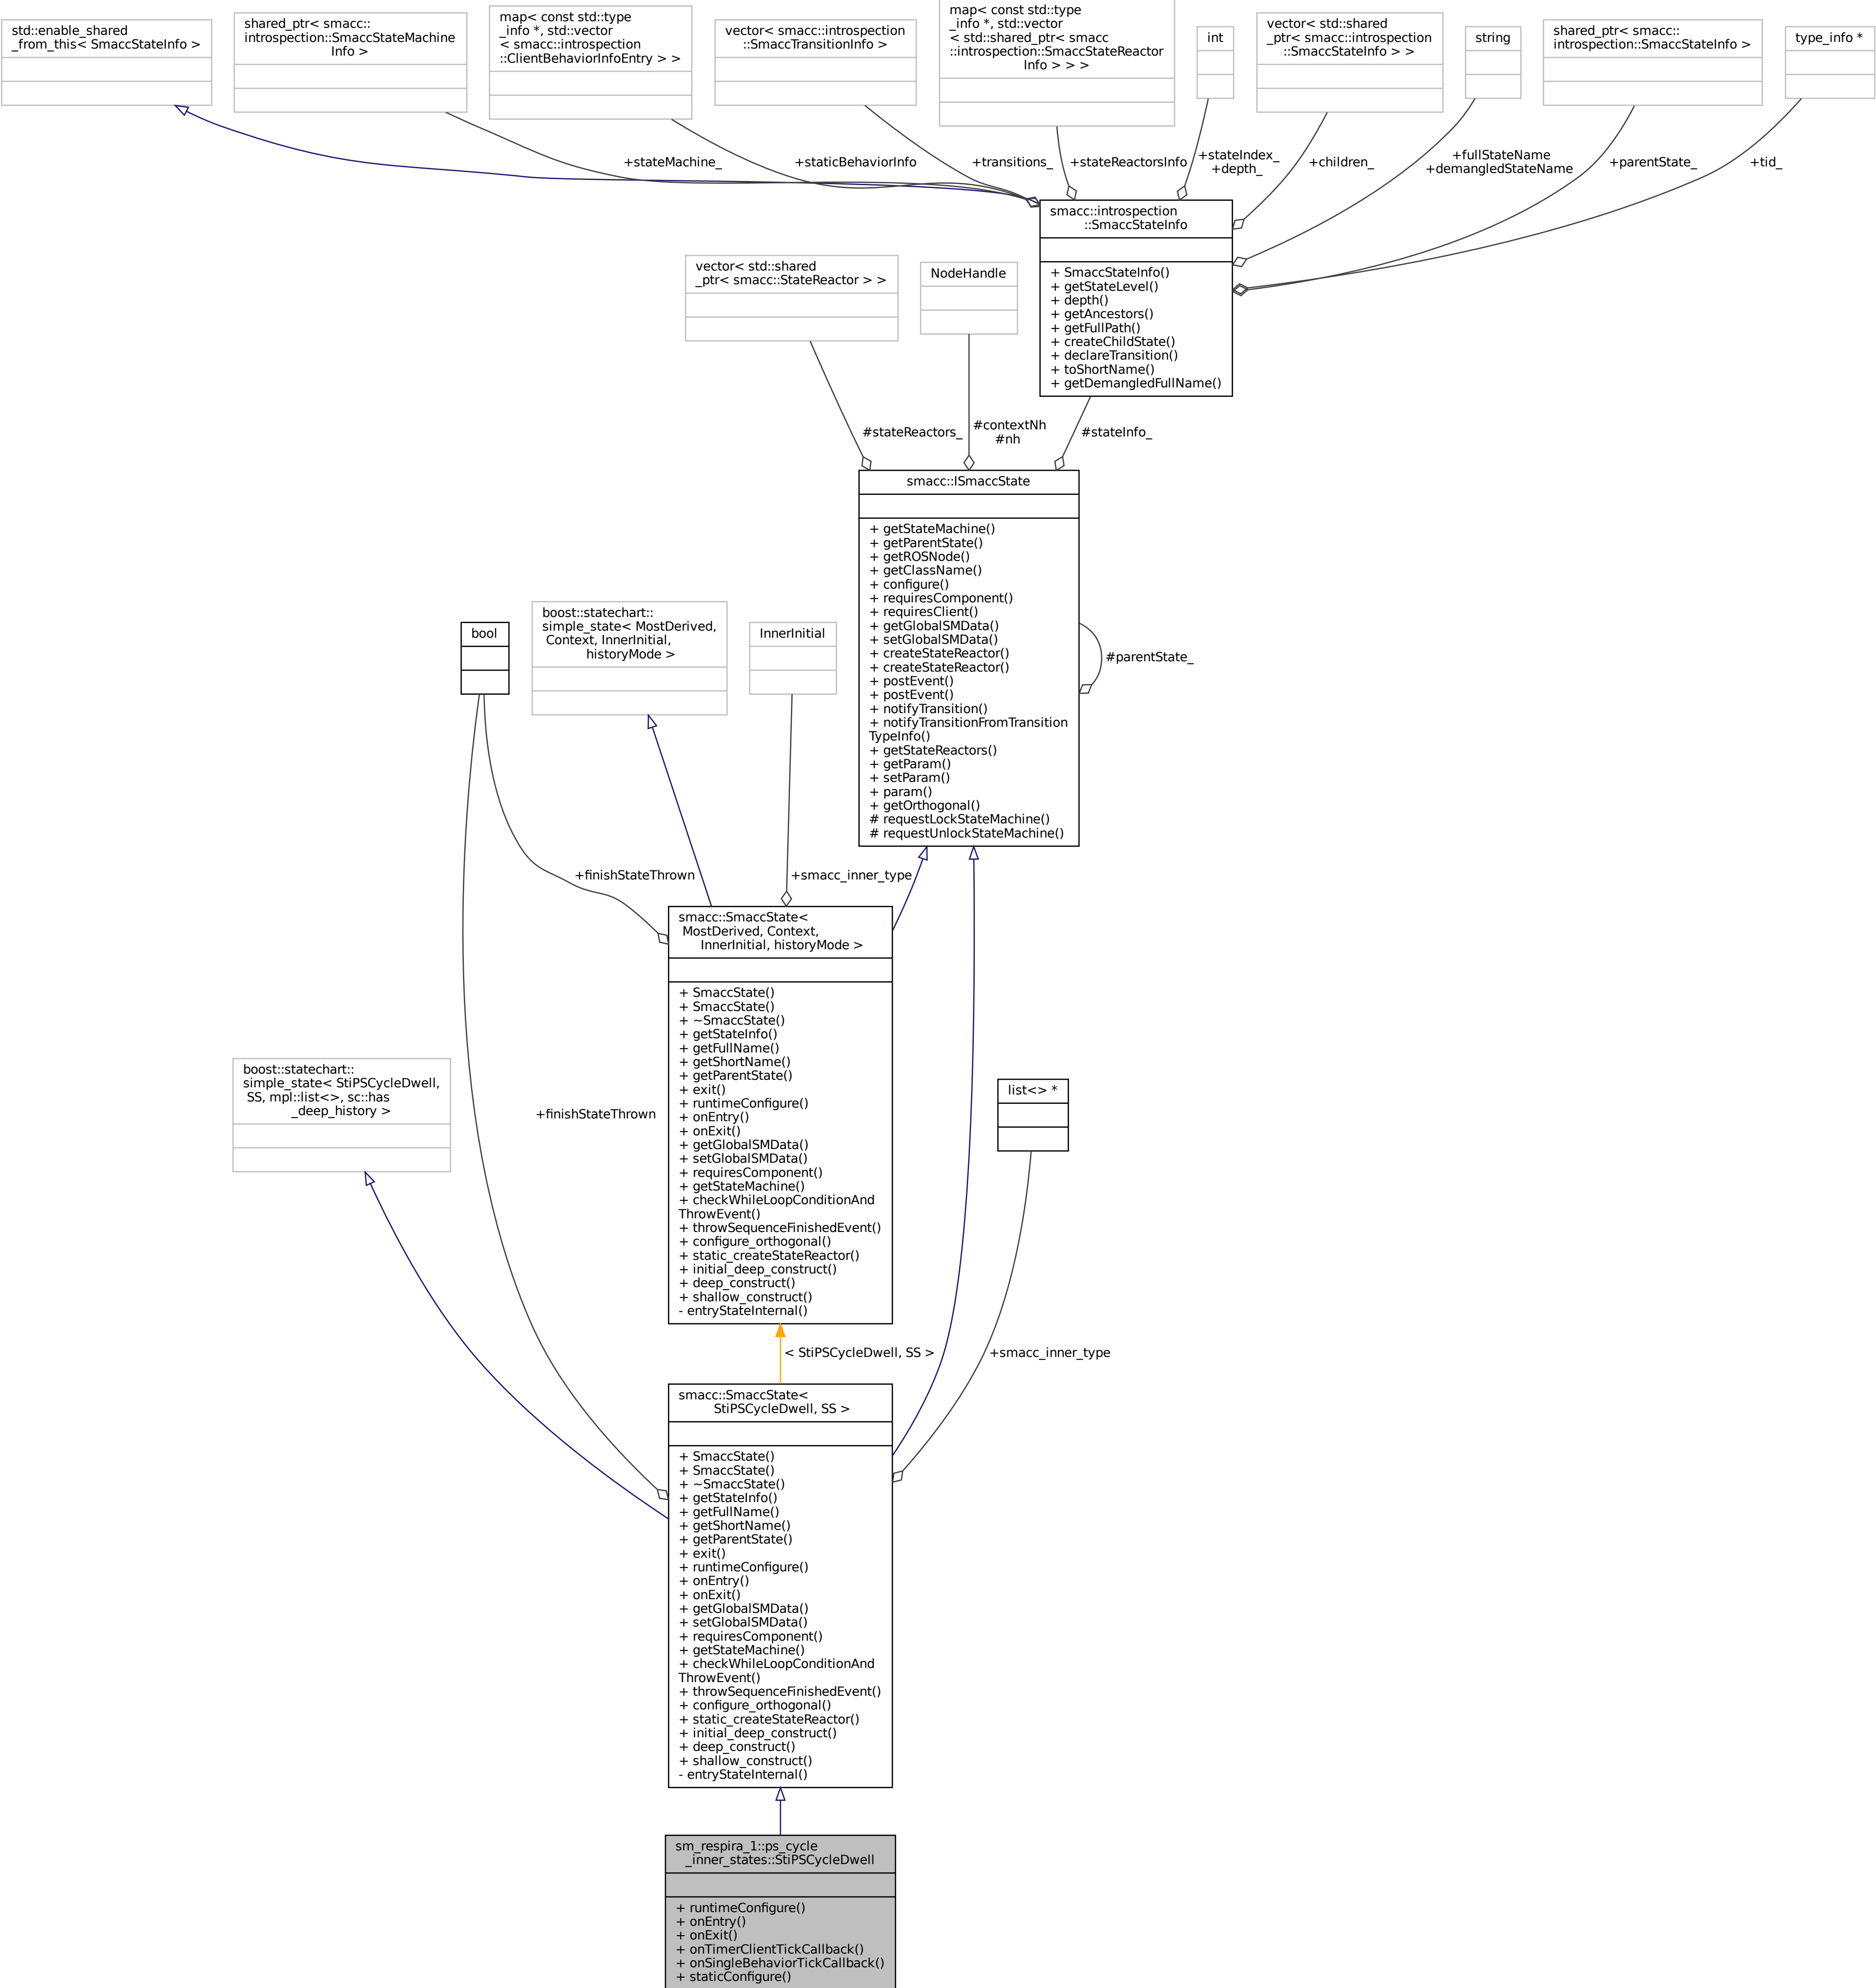 std::enable_shared
_from_this< SmaccStateInfo >
shared_ptr< smacc::
introspection::SmaccStateMachine
Info >
map< const std::type
_info *, std::vector
< smacc::introspection
::ClientBehaviorInfoEntry > >
vector< smacc::introspection
::SmaccTransitionInfo >
map< const std::type
_info *, std::vector
< std::shared_ptr< smacc
::introspection::SmaccStateReactor
Info > > >
int
vector< std::shared
_ptr< smacc::introspection
::SmaccStateInfo > >
string
shared_ptr< smacc::
introspection::SmaccStateInfo >
type_info *
+stateMachine_
+staticBehaviorInfo
+transitions_
+stateReactorsInfo
+stateIndex_
+depth_
+children_
+fullStateName
+demangledStateName
+parentState_
+tid_
smacc::introspection
::SmaccStateInfo
+ SmaccStateInfo()
+ getStateLevel()
+ depth()
+ getAncestors()
+ getFullPath()
+ createChildState()
+ declareTransition()
+ toShortName()
+ getDemangledFullName()
vector< std::shared
_ptr< smacc::StateReactor > >
NodeHandle
#stateReactors_
#contextNh
#nh
#stateInfo_
smacc::ISmaccState
+ getStateMachine()
+ getParentState()
+ getROSNode()
+ getClassName()
+ configure()
+ requiresComponent()
+ requiresClient()
+ getGlobalSMData()
+ setGlobalSMData()
+ createStateReactor()
+ createStateReactor()
+ postEvent()
+ postEvent()
+ notifyTransition()
+ notifyTransitionFromTransition
TypeInfo()
+ getStateReactors()
+ getParam()
+ setParam()
+ param()
+ getOrthogonal()
# requestLockStateMachine()
# requestUnlockStateMachine()
#parentState_
bool
boost::statechart::
simple_state< MostDerived,
Context, InnerInitial,
historyMode >
InnerInitial
+finishStateThrown
+smacc_inner_type
smacc::SmaccState<
MostDerived, Context,
InnerInitial, historyMode >
+ SmaccState()
+ SmaccState()
+ ~SmaccState()
+ getStateInfo()
+ getFullName()
+ getShortName()
+ getParentState()
+ exit()
+ runtimeConfigure()
+ onEntry()
+ onExit()
+ getGlobalSMData()
+ setGlobalSMData()
+ requiresComponent()
+ getStateMachine()
+ checkWhileLoopConditionAnd
ThrowEvent()
+ throwSequenceFinishedEvent()
+ configure_orthogonal()
+ static_createStateReactor()
+ initial_deep_construct()
+ deep_construct()
+ shallow_construct()
- entryStateInternal()
boost::statechart::
simple_state< StiPSCycleDwell,
SS, mpl::list<>, sc::has
_deep_history >
+finishStateThrown
list<> *
< StiPSCycleDwell, SS >
+smacc_inner_type
smacc::SmaccState<
StiPSCycleDwell, SS >
+ SmaccState()
+ SmaccState()
+ ~SmaccState()
+ getStateInfo()
+ getFullName()
+ getShortName()
+ getParentState()
+ exit()
+ runtimeConfigure()
+ onEntry()
+ onExit()
+ getGlobalSMData()
+ setGlobalSMData()
+ requiresComponent()
+ getStateMachine()
+ checkWhileLoopConditionAnd
ThrowEvent()
+ throwSequenceFinishedEvent()
+ configure_orthogonal()
+ static_createStateReactor()
+ initial_deep_construct()
+ deep_construct()
+ shallow_construct()
- entryStateInternal()
sm_respira_1::ps_cycle
_inner_states::StiPSCycleDwell
+ runtimeConfigure()
+ onEntry()
+ onExit()
+ onTimerClientTickCallback()
+ onSingleBehaviorTickCallback()
+ staticConfigure()